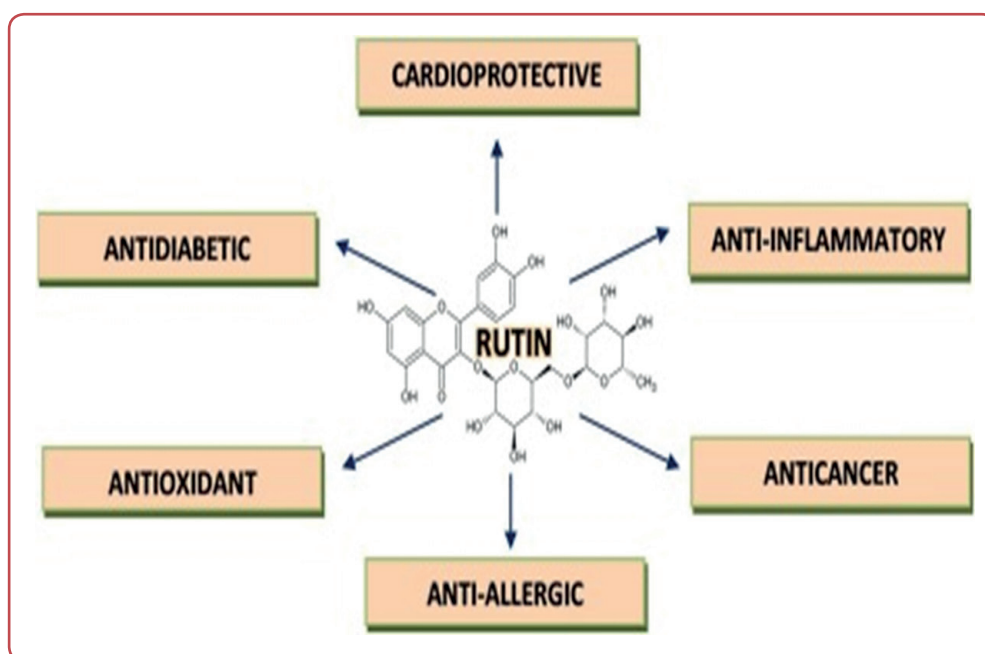 CARDIOPROTECTIVE
ANTIDIABETIC
ANTI-INFLAMMATORY
OH
OH
HO
O
OH
HO
OH
RUTIN
O
O
O
O
CH₃
OH
O
HO
OH
OH
ANTIOXIDANT
ANTICANCER
ANTI-ALLERGIC